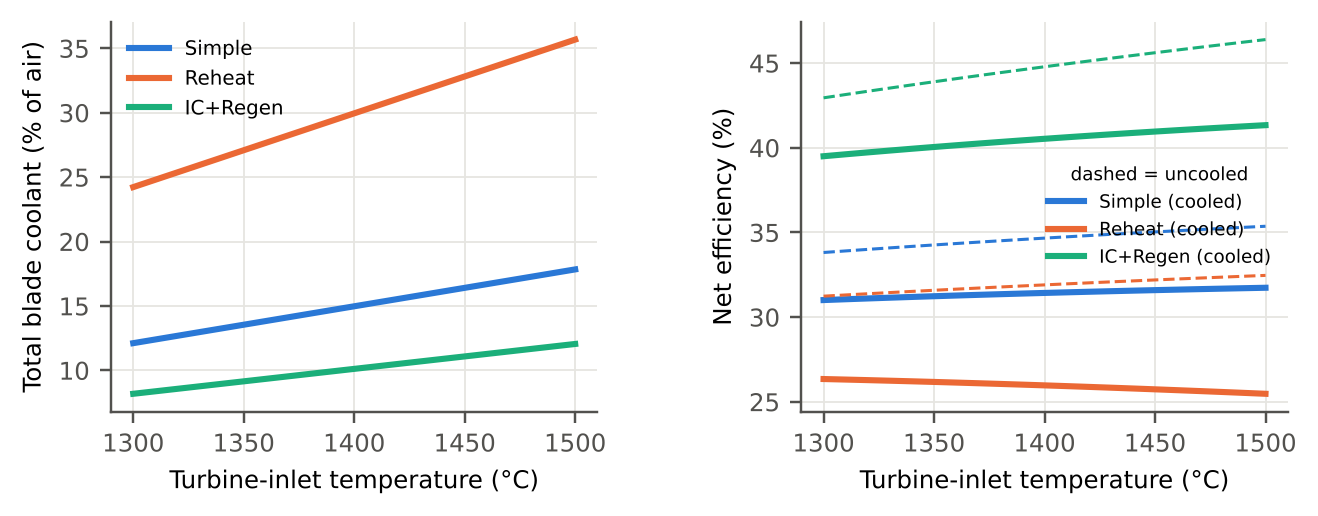 Total blade coolant (% of air)
35
30
25
20
15
10
Simple
Reheat
IC+Regen
1300 1350 1400 1450 1500
Turbine-inlet temperature (°C)
Net efficiency (%)
45
40
35
30
25
dashed = uncooled
Simple (cooled)
Reheat (cooled)
IC+Regen (cooled)
1300 1350 1400 1450 1500
Turbine-inlet temperature (°C)